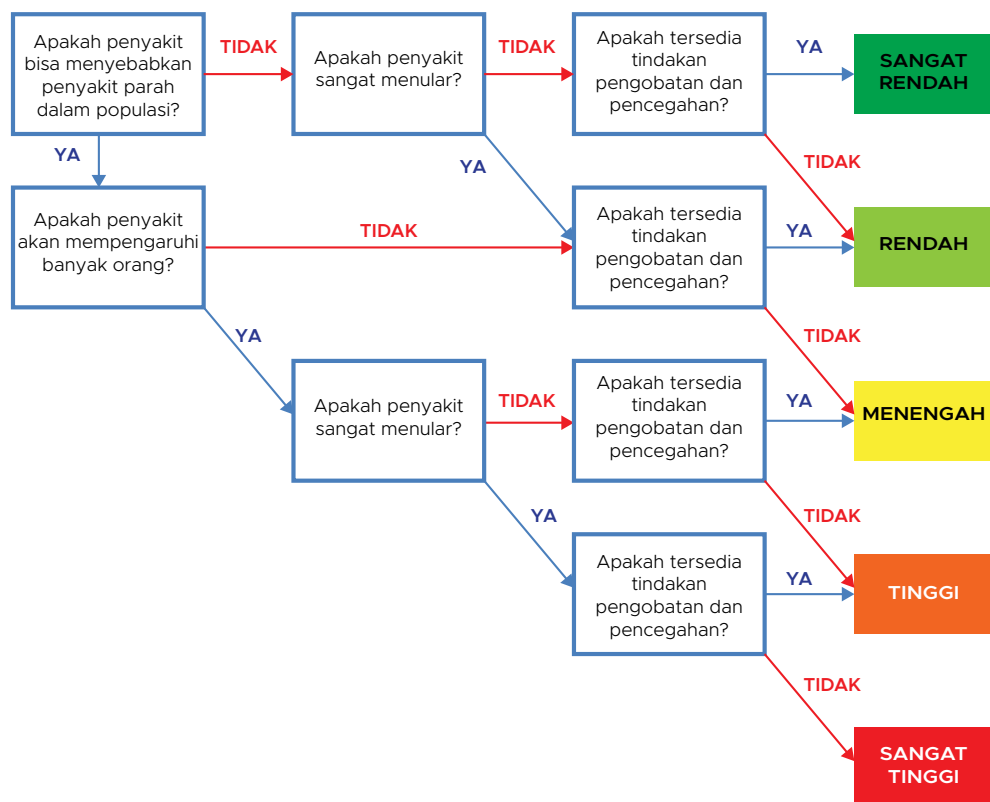 Apakah penyakit
bisa menyebabkan
penyakit parah
dalam populasi?
TIDAK
Apakah penyakit
sangat menular?
TIDAK
Apakah tersedia
tindakan
pengobatan dan
pencegahan?
YA
SANGAT
RENDAH
YA
YA
TIDAK
Apakah penyakit
akan mempengaruhi
banyak orang?
TIDAK
Apakah tersedia
tindakan
pengobatan dan
pencegahan?
YA
RENDAH
YA
TIDAK
Apakah penyakit
sangat menular?
TIDAK
Apakah tersedia
tindakan
pengobatan dan
pencegahan?
YA
MENENGAH
YA
TIDAK
Apakah tersedia
tindakan
pengobatan dan
pencegahan?
YA
TINGGI
TIDAK
SANGAT
TINGGI